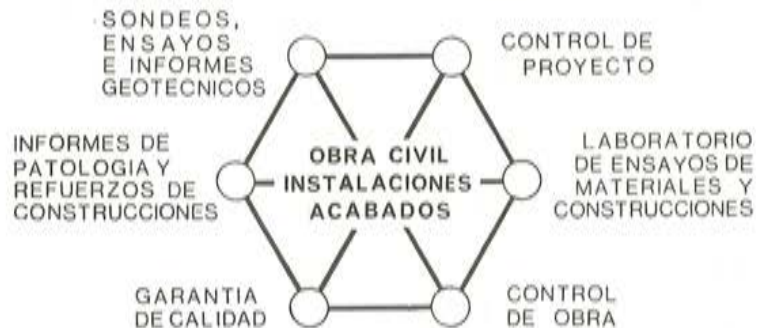 SONDEOS,
ENSAYOS
E INFORMES
GEOTECNICOS
CONTROL DE
PROYECTO
INFORMES DE
PATOLOGIA Y
REFUERZOS DE
CONSTRUCCIONES
OBRA CIVIL
INSTALACIONES
ACABADOS
LABORATORIO
DE ENSAYOS DE
MATERIALES Y
CONSTRUCCIONES
GARANTIA
DE CALIDAD
CONTROL
DE OBRA